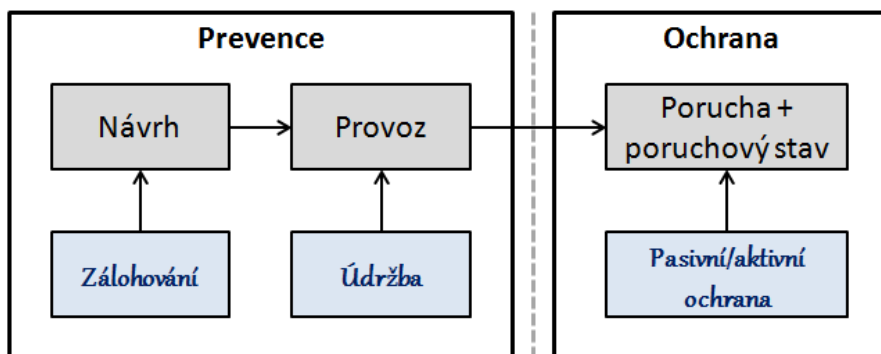 Prevence
Ochrana
Návrh
Provoz
Porucha +
poruchový stav
Zálohování
Údržba
Pasivní/aktivní
ochrana